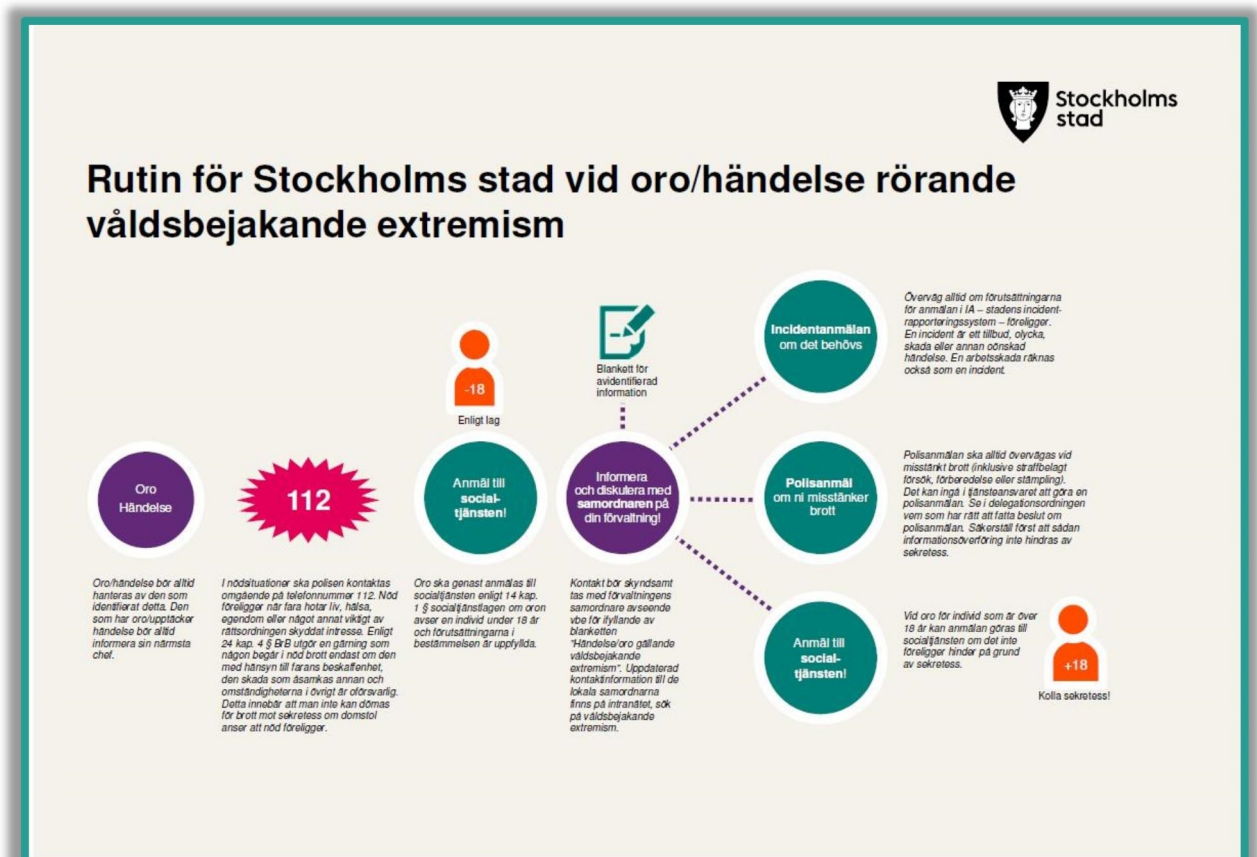 Stockholms
stad
Rutin för Stockholms stad vid oro/händelse rörande
våldsbejakande extremism
Oro
Händelse
Oro/händelse bör alltid
hanteras av den som
identifierat detta. Den
som har oro/upptäcker
händelse bör alltid
informera sin närmsta
chef.
112
I nödsituationer ska polisen kontaktas
omgående på telefonnummer 112. Nöd
föreligger när fara hotar liv, hälsa,
egendom eller något annat viktigt av
rättsordningen skyddat intresse. Enligt
24 kap. 4 § BrB utgör en gärning som
någon begår i nöd brott endast om den
med hänsyn till farans beskaffenhet,
den skada som åsamkas annan och
omständigheterna i övrigt är oförsvarlig.
Detta innebär att man inte kan dömas
för brott mot sekretess om domstol
anser att nöd föreligger.
-18
Enligt lag
Anmäl till
social-
tjänsten!
Oro ska genast anmälas till
socialtjänsten enligt 14 kap.
1 § socialtjänstlagen om oron
avser en individ under 18 år
och förutsättningarna i
bestämmelsen är uppfyllda.
Blankett för
avidentifierad
information
Informera
och diskutera med
samordnaren på
din förvaltning!
Kontakt bör skyndsamt
tas med förvaltningens
samordnare avseende
vbe för ifyllande av
blanketten
"Händelse/oro gällande
våldsbejakande
extremism". Uppdaterad
kontaktinformation till de
lokala samordnarna
finns på intranätet, sök
på våldsbejakande
extremism.
Incidentanmälan
om det behövs
Överväg alltid om förutsättningarna
för anmälan i IA – stadens incident-
rapporteringssystem – föreligger.
En incident är ett tillbud, olycka,
skada eller annan oönskad
händelse. En arbetsskada räknas
också som en incident.
Polisanmäl
om ni misstänker
brott
Polisanmälan ska alltid övervägas vid
misstänkt brott (inklusive straffbelagt
försök, förberedelse eller stämpling).
Det kan ingå i tjänsteansvaret att göra en
polisanmälan. Se i delegationsordningen
vem som har rätt att fatta beslut om
polisanmälan. Säkerställ först att sådan
informationsöverföring inte hindras av
sekretess.
Anmäl till
social-
tjänsten!
Vid oro för individ som är över
18 år kan anmälan göras till
socialtjänsten om det inte
föreligger hinder på grund
av sekretess.
+18
Kolla sekretess!